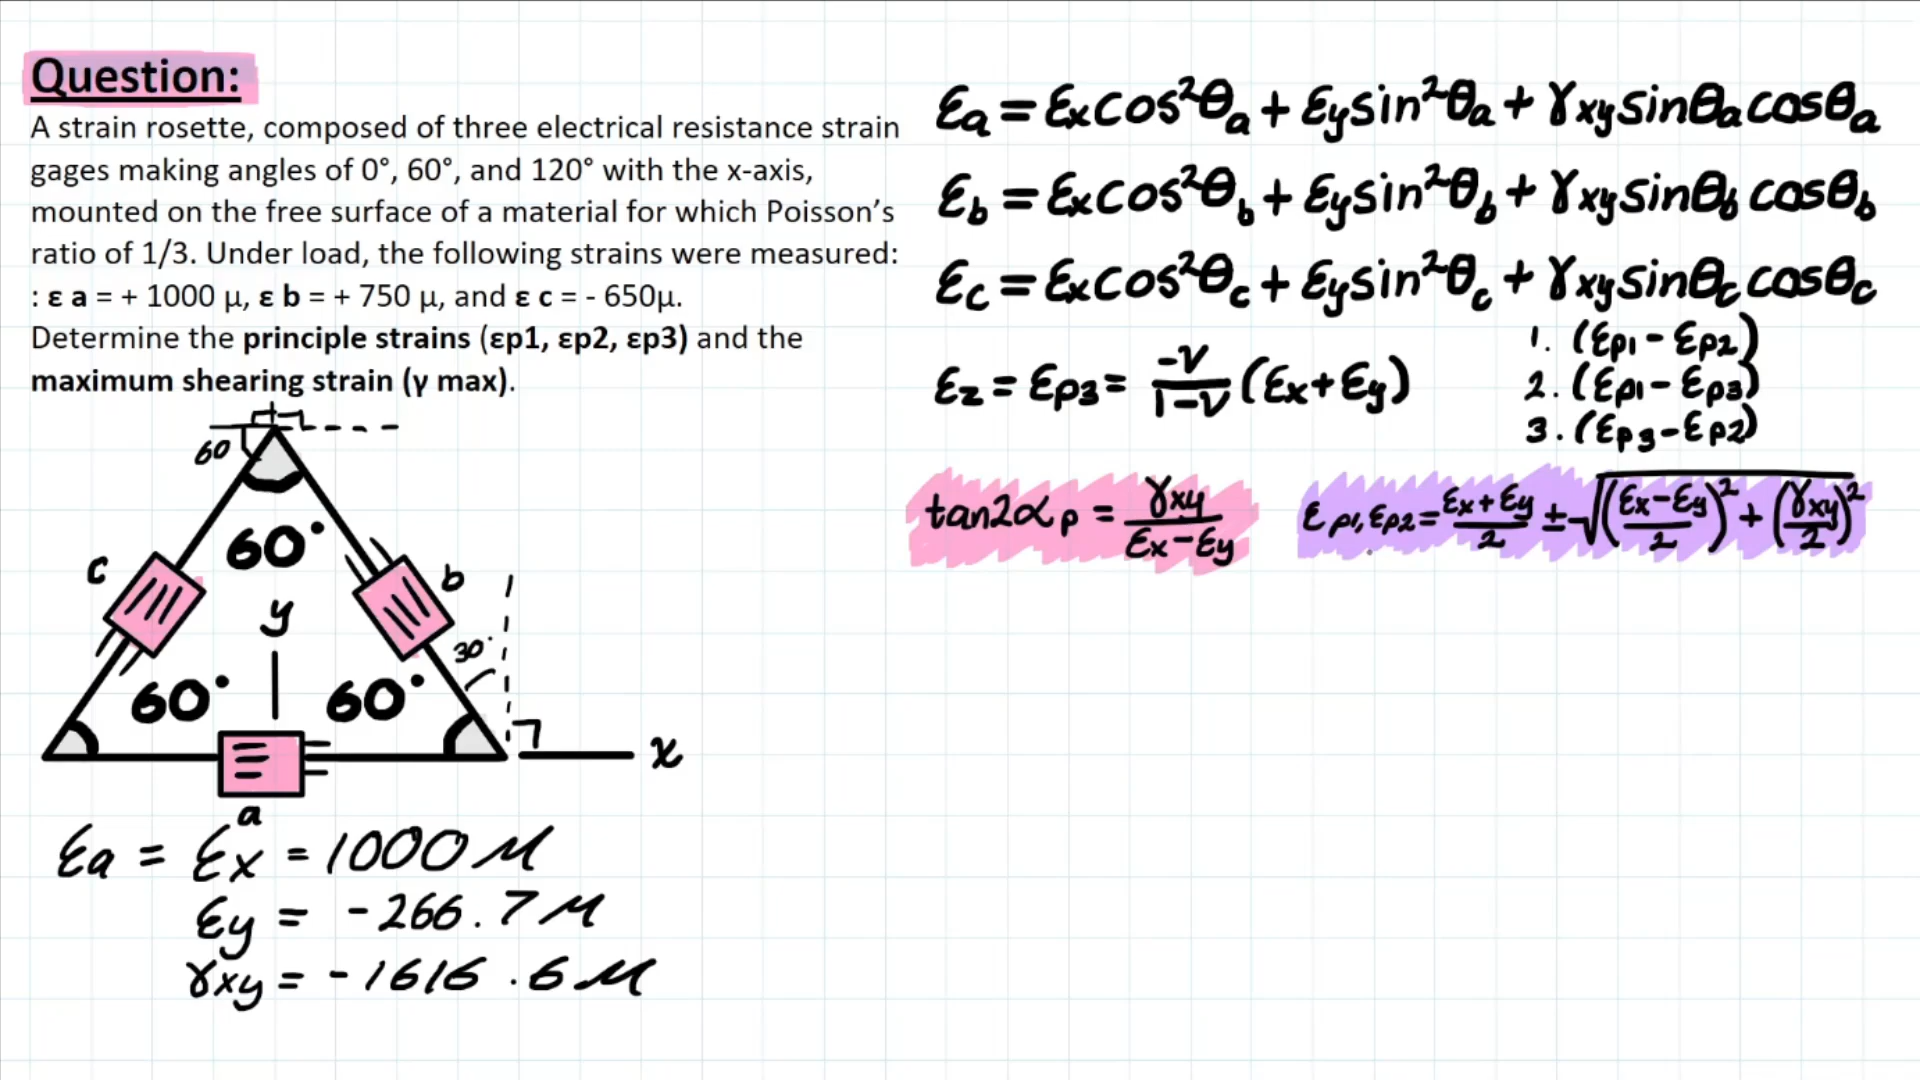 Question:
A strain rosette, composed of three electrical resistance strain
gages making angles of 0°, 60°, and 120° with the x-axis,
mounted on the free surface of a material for which Poisson’s
ratio of 1/3. Under load, the following strains were measured:
: ε a = + 1000 μ, ε b = + 750 μ, and ε c = - 650μ.
Determine the principle strains (εp1, εp2, εp3) and the
maximum shearing strain (γ max).
60
60°
c
b
y
30°
60° 60°
x
a
εa = εx = 1000 μ
εy = -266.7 μ
γxy = -1616.6 μ
εa = εx cos²θa + εy sin²θa + γxy sinθa cosθa
εb = εx cos²θb + εy sin²θb + γxy sinθb cosθb
εc = εx cos²θc + εy sin²θc + γxy sinθc cosθc
εz = εp3 = -ν/1-ν (εx+εy)
1. (εp1 - εp2)
2. (εp1 - εp3)
3. (εp3 - εp2)
tan2αp = γxy/εx-εy
εp1, εp2 = εx+εy/2 ± √(εx-εy/2)² + (γxy/2)²